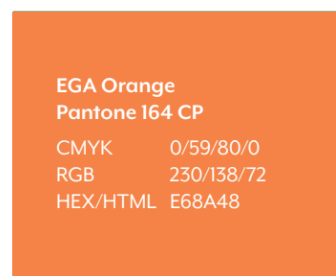 EGA Orange
Pantone 164 CP
CMYK 0/59/80/0
RGB 230/138/72
HEX/HTML E68A48